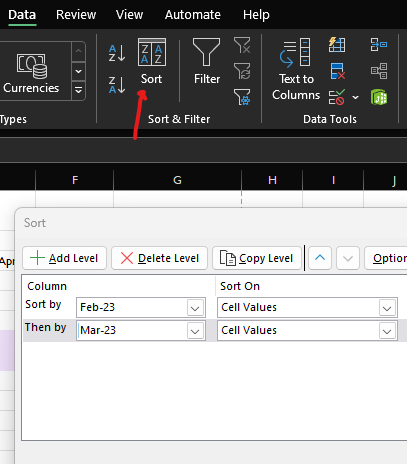 Data Review View Automate Help
A Z
Z A
Z A A Z
Currencies Sort Filter Text to Columns
Types Sort & Filter Data Tools
F G H I J
Sort
Apr
Add Level Delete Level Copy Level Option
Column Sort On
Sort by Feb-23 Cell Values
Then by Mar-23 Cell Values